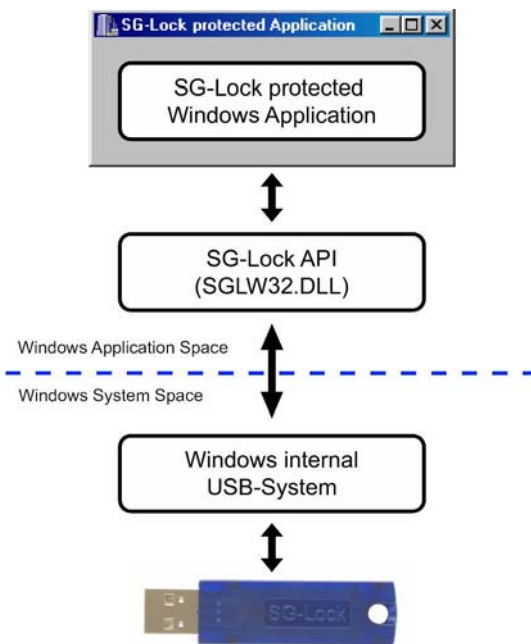 SG-Lock protected Application
SG-Lock protected
Windows Application
SG-Lock API
(SGLW32.DLL)
Windows Application Space
Windows System Space
Windows internal
USB-System
SG-Lock